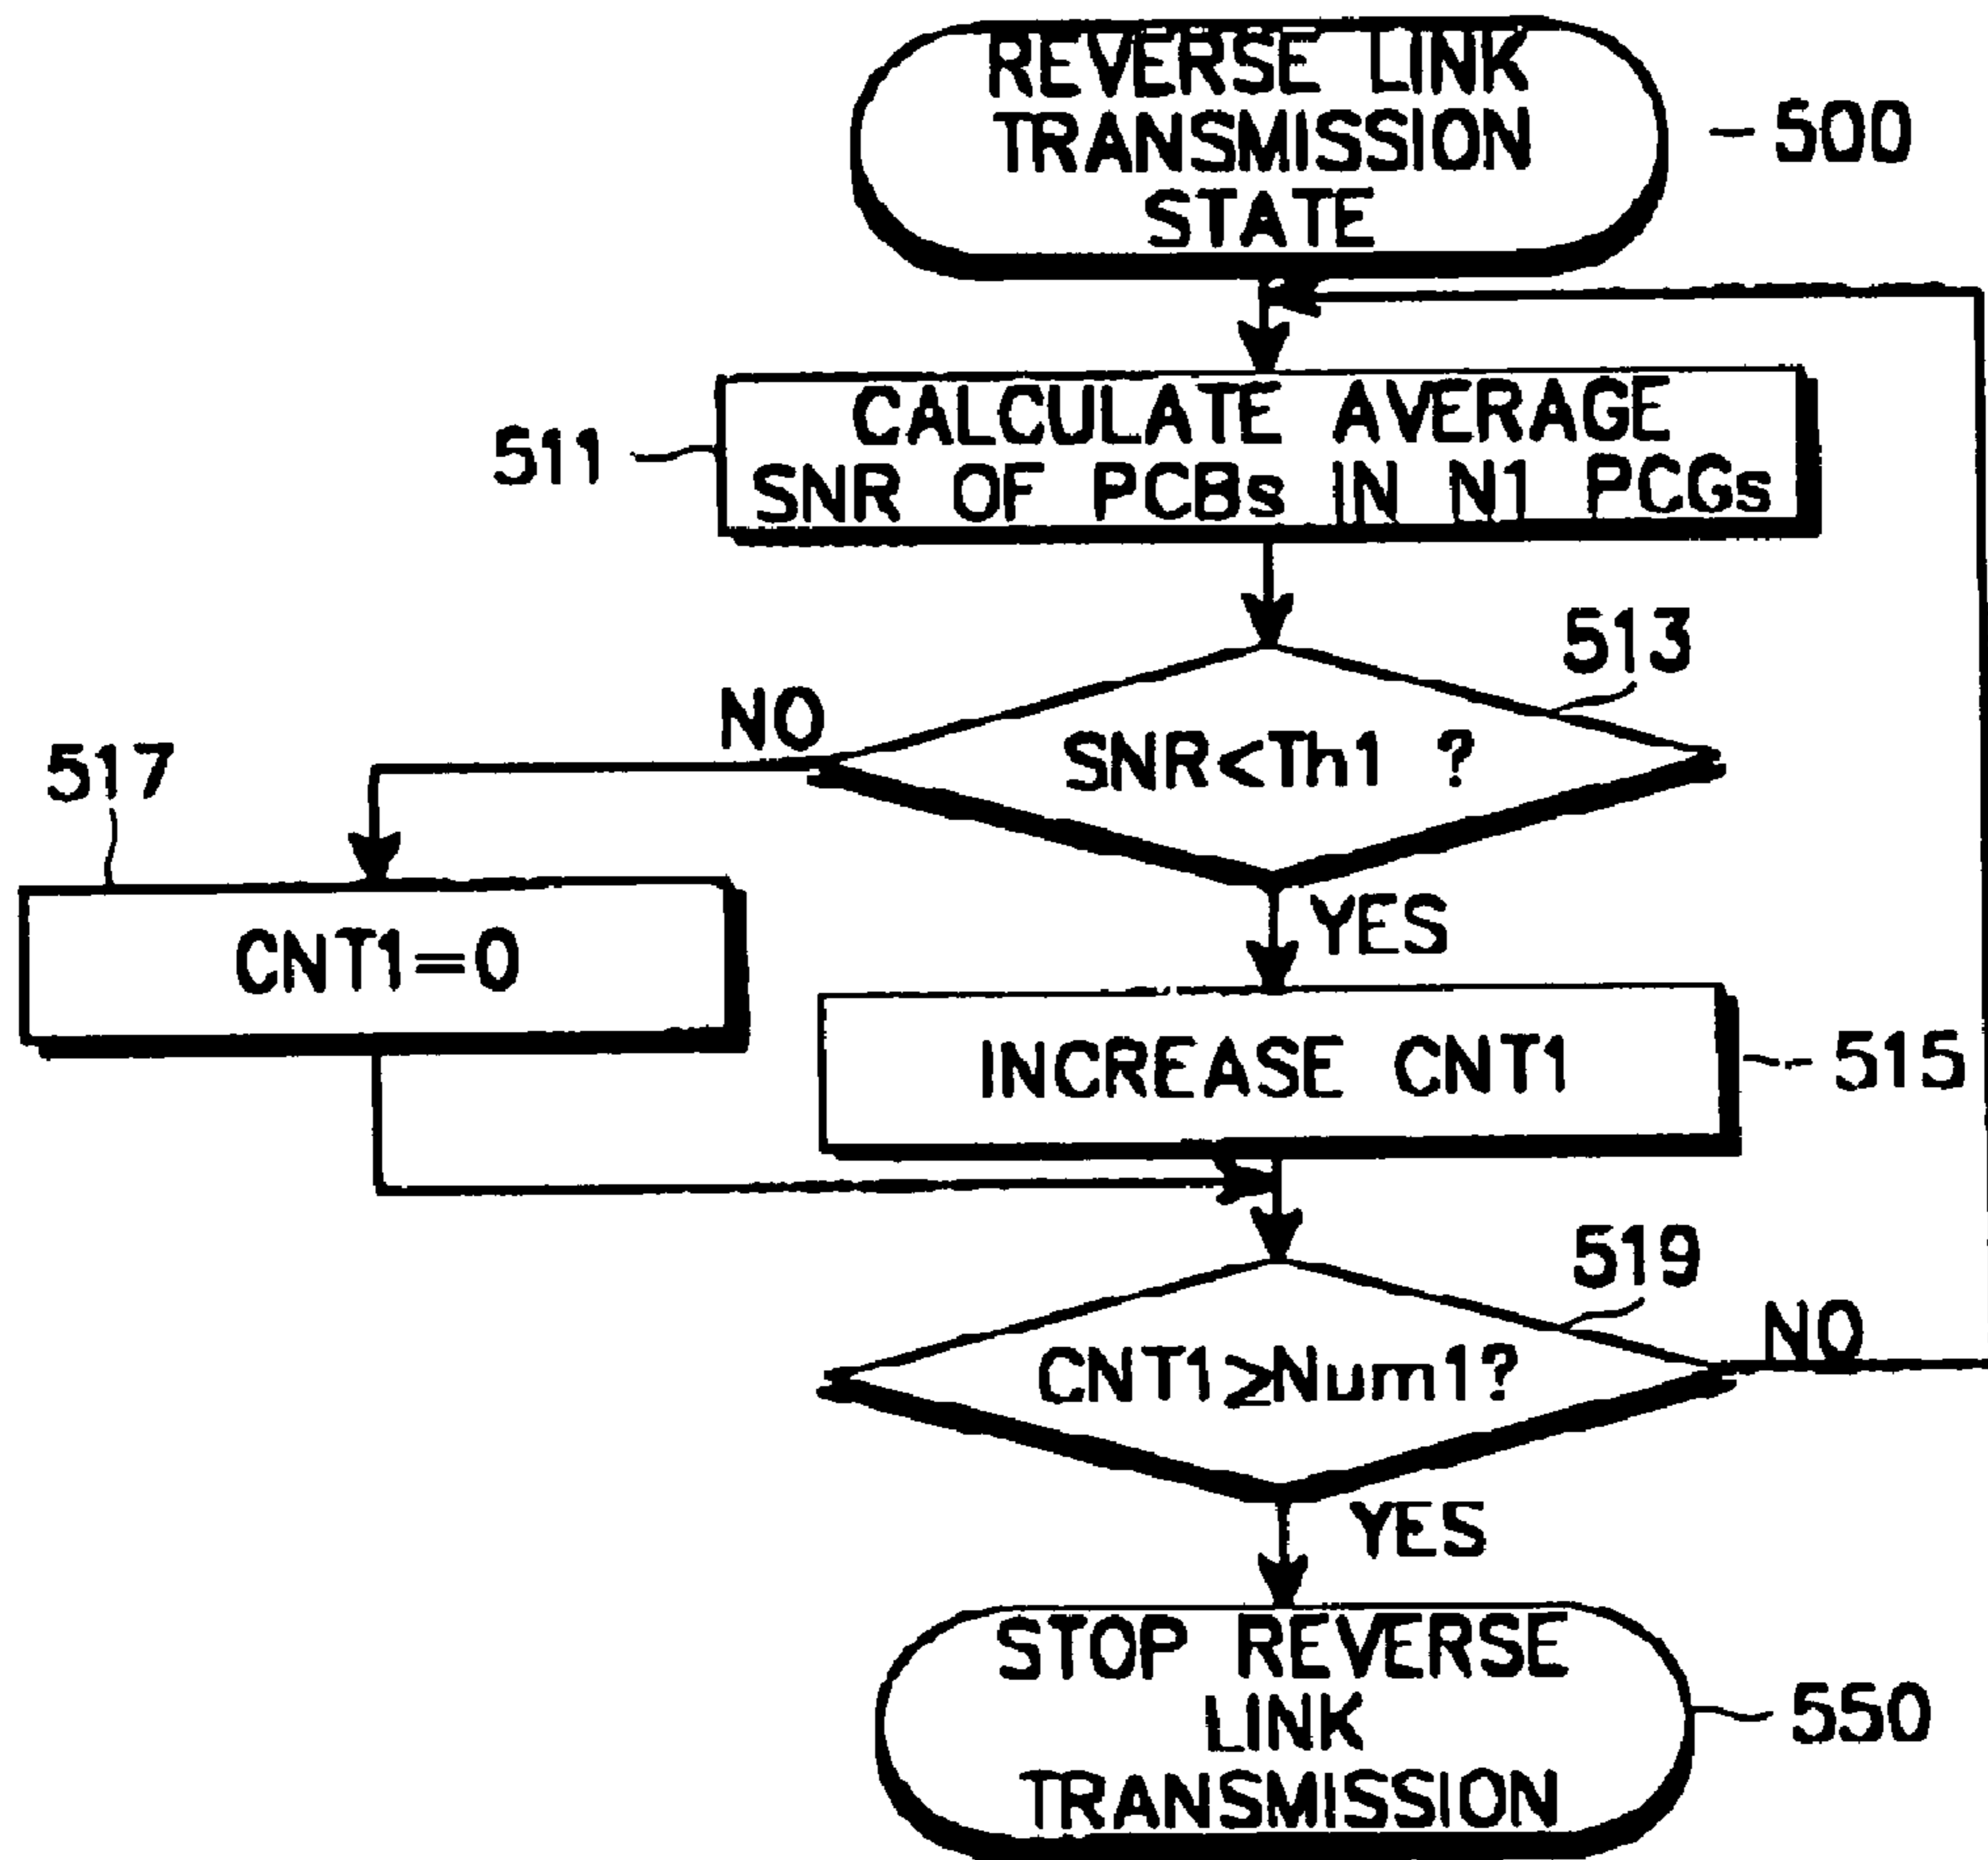 REVERSE LINK
TRANSMISSION
STATE
500
CALCULATE AVERAGE
SNR OF PCBs IN N1 PCGs
511
513
SNR<Th1 ?
NO
517
YES
CNT1=0
INCREASE CNT1
515
519
CNT1≥Num1?
NO
YES
STOP REVERSE
LINK
TRANSMISSION
550